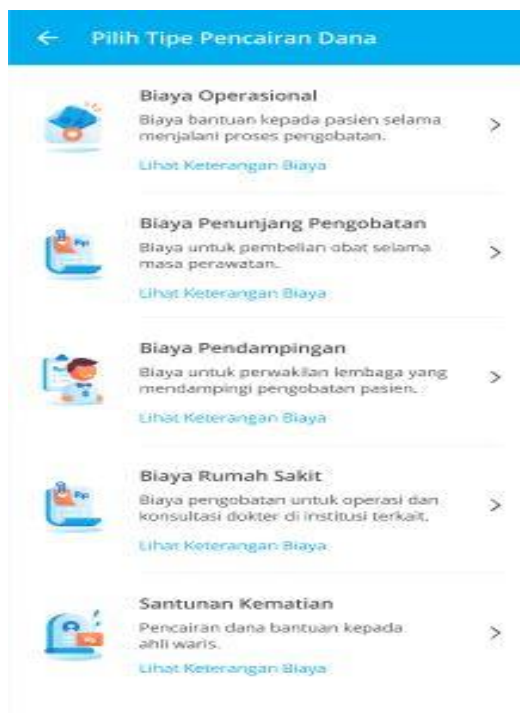 Pilih Tipe Pencairan Dana
Biaya Operasional
Biaya bantuan kepada pasien selama
menjalani proses pengobatan.
Lihat Keterangan Biaya
Biaya Penunjang Pengobatan
Biaya untuk pembelian obat selama
masa perawatan.
Lihat Keterangan Biaya
Biaya Pendampingan
Biaya untuk perwakilan lembaga yang
mendampingi pengobatan pasien.
Lihat Keterangan Biaya
Biaya Rumah Sakit
Biaya pengobatan untuk operasi dan
konsultasi dokter di institusi terkait.
Lihat Keterangan Biaya
Santunan Kematian
Pencairan dana bantuan kepada
ahli waris.
Lihat Keterangan Biaya